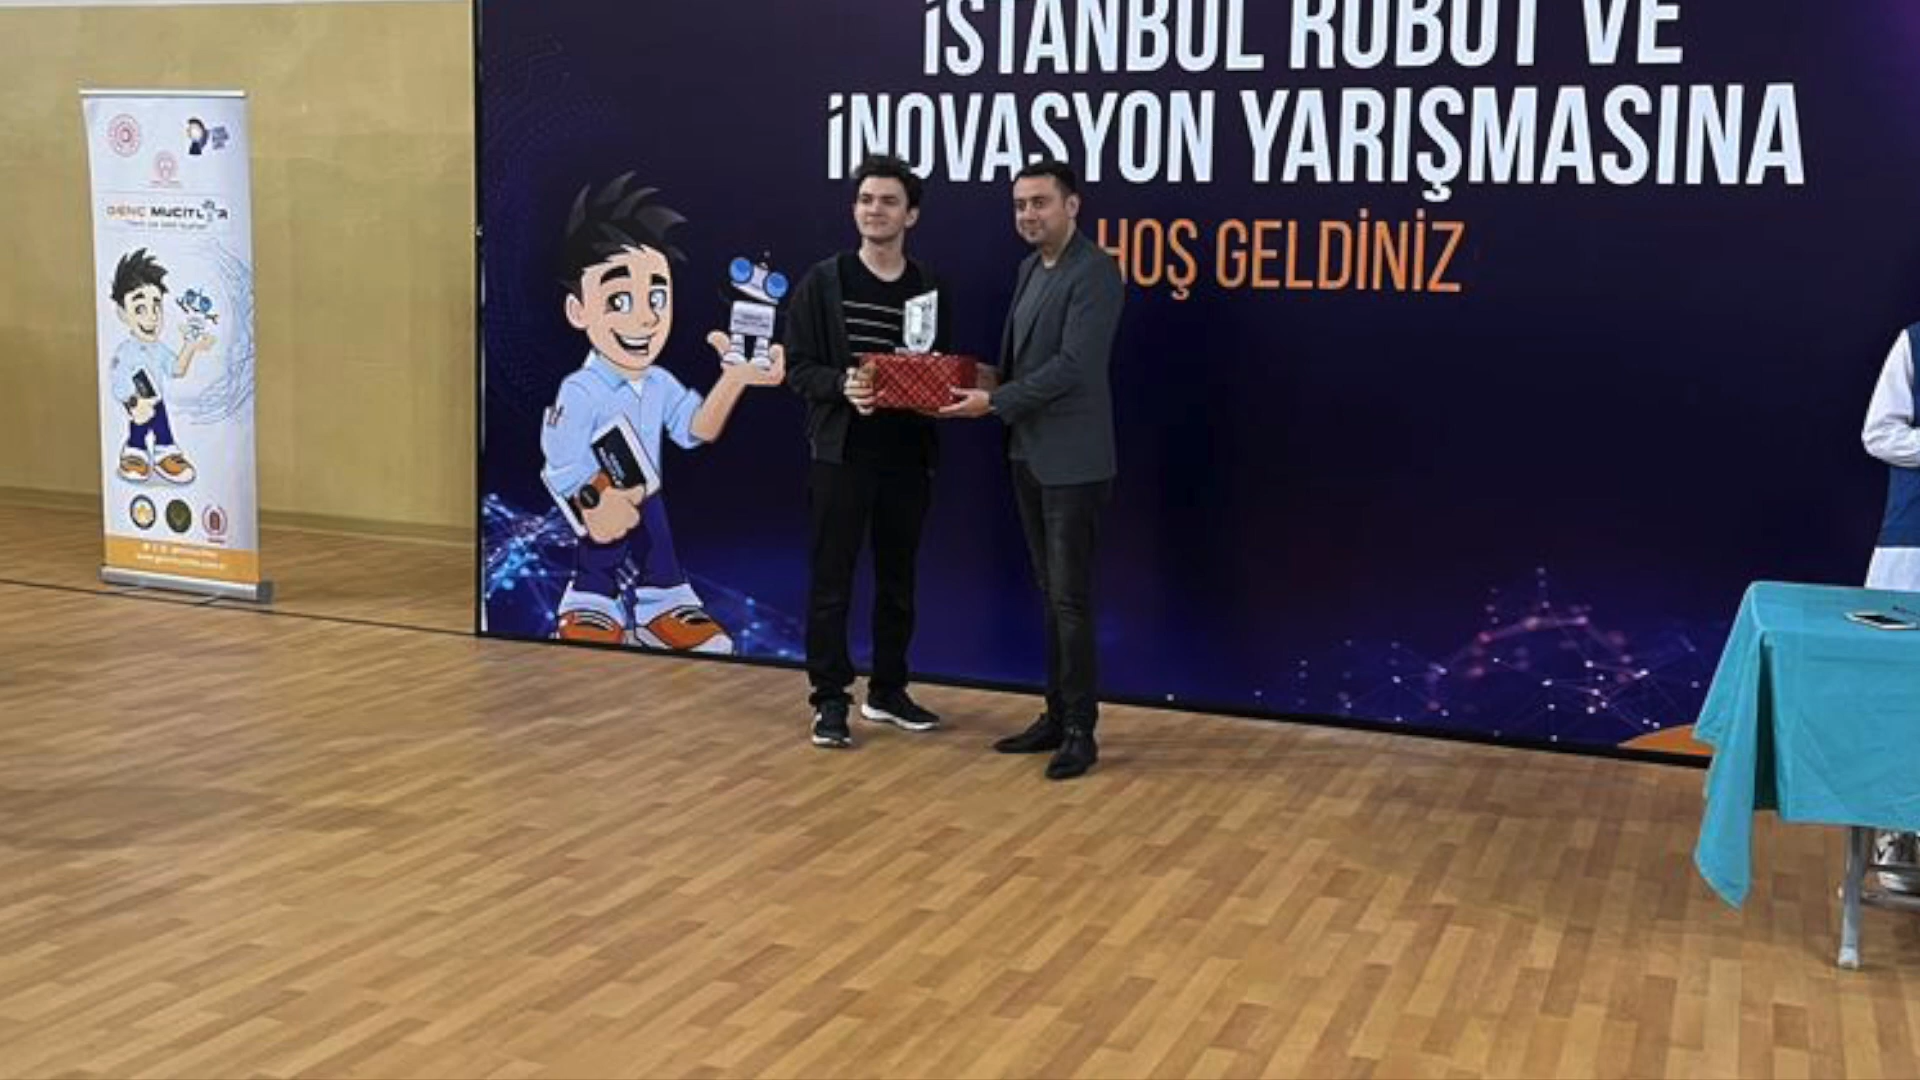 İSTANBUL ROBOT VE
İNOVASYON YARIŞMASINA
HOŞ GELDİNİZ
GENÇ MUCİTLER